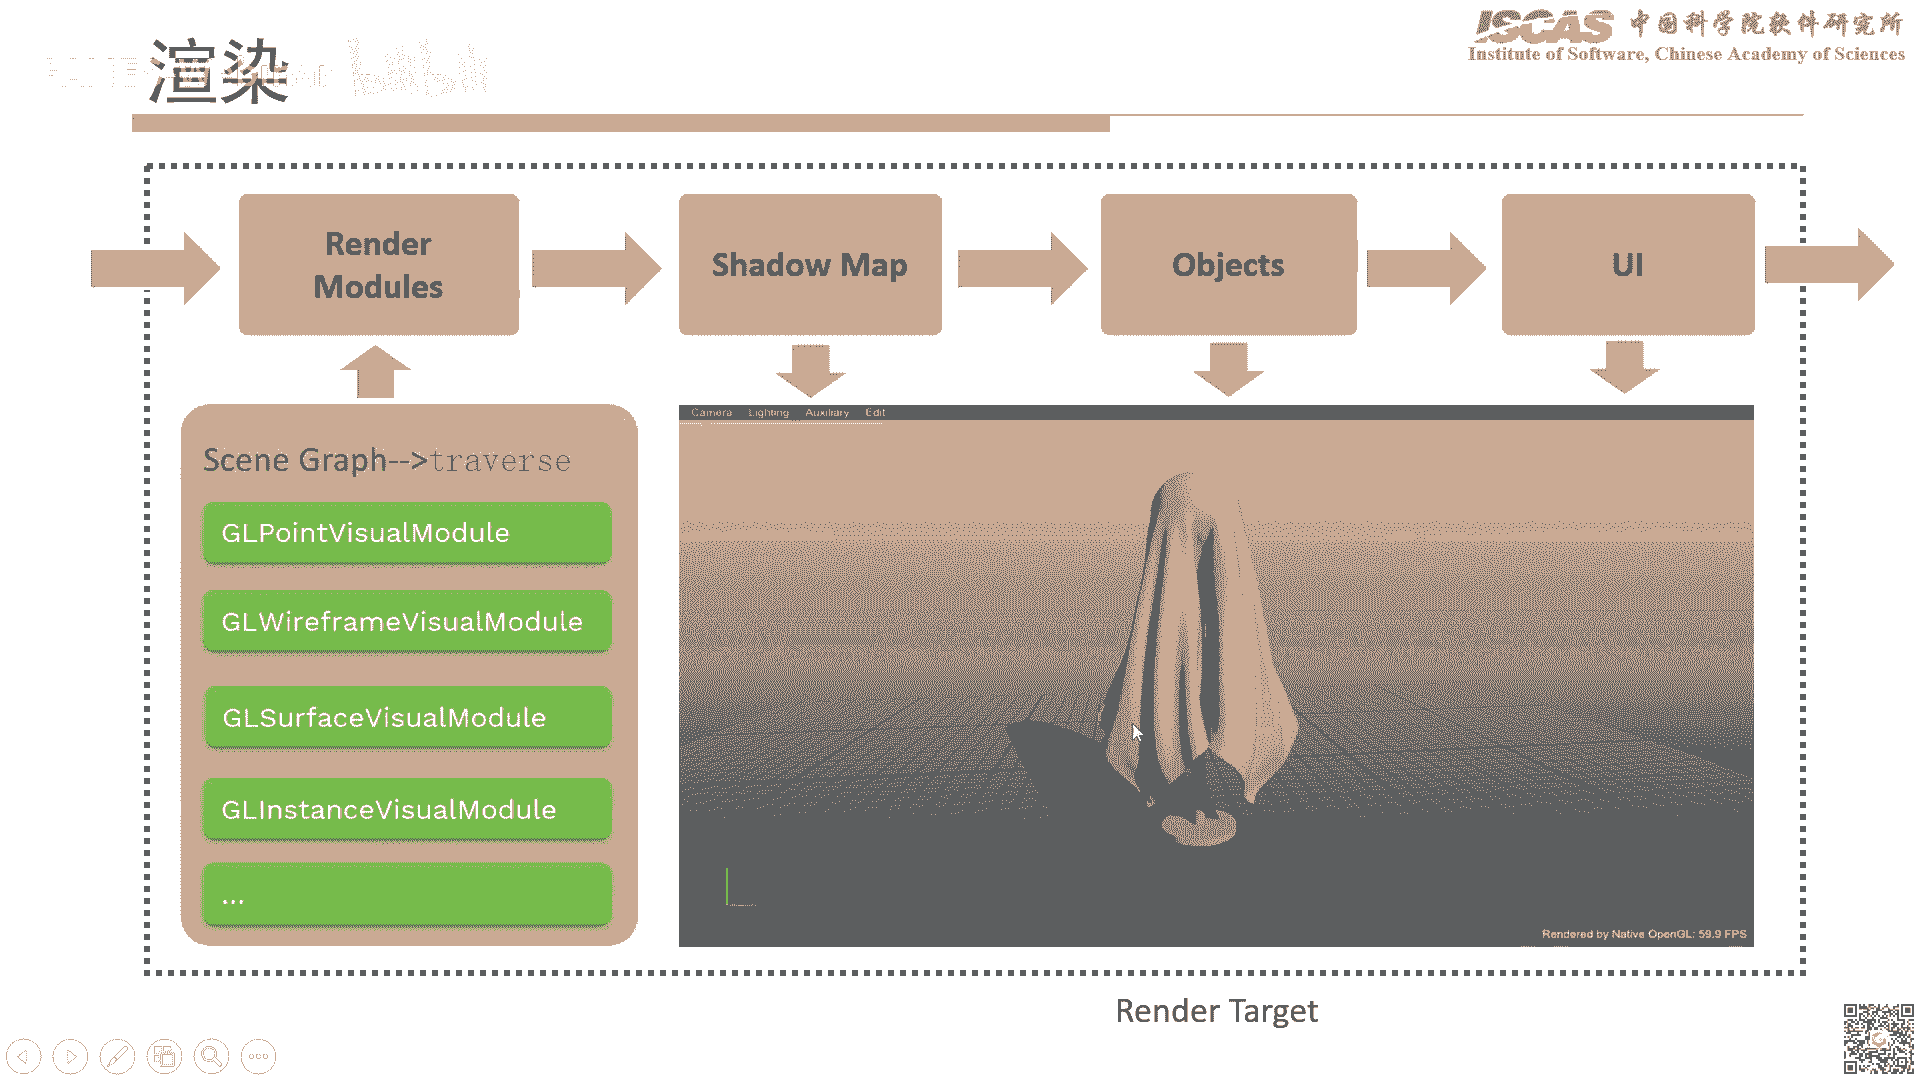 渲染
ISCAS 中国科学院软件研究所
Institute of Software, Chinese Academy of Sciences
Render
Modules
Shadow Map
Objects
UI
Scene Graph-->traverse
GLPointVisualModule
GLWireframeVisualModule
GLSurfaceVisualModule
GLInstanceVisualModule
...
Camera Lighting Auxiliary Edit
Rendered by Native OpenGL: 59.9 FPS
Render Target